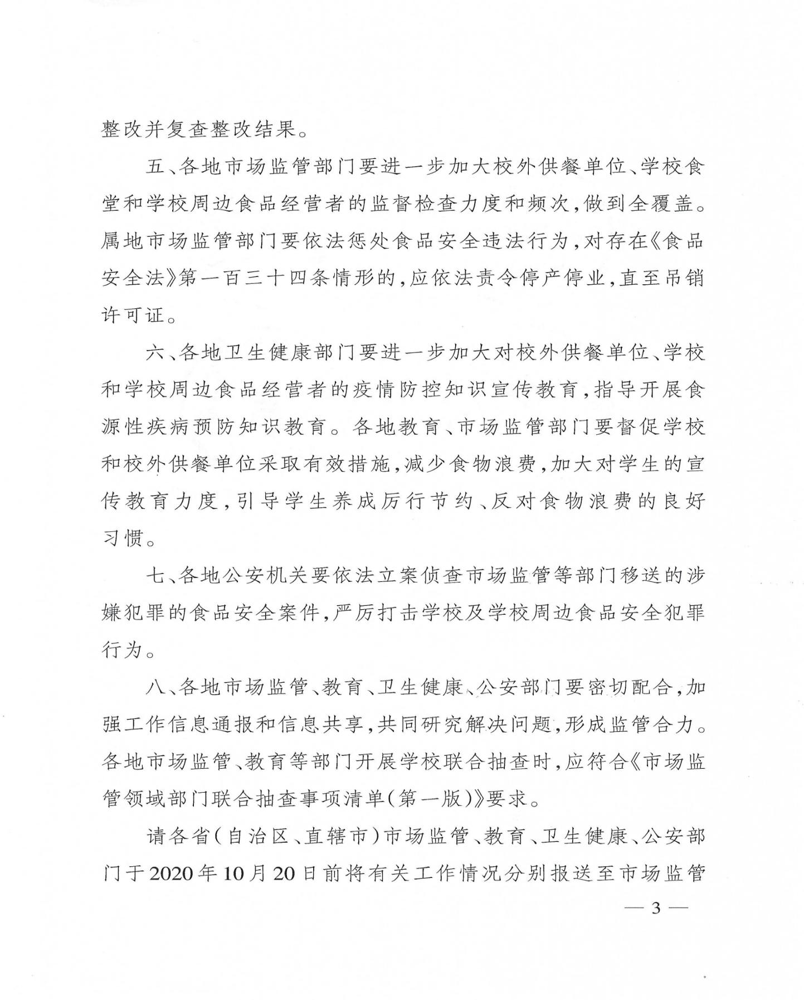 整改并复查整改结果。
五、各地市场监管部门要进一步加大校外供餐单位、学校食
堂和学校周边食品经营者的监督检查力度和频次,做到全覆盖。
属地市场监管部门要依法惩处食品安全违法行为,对存在《食品
安全法》第一百三十四条情形的,应依法责令停产停业,直至吊销
许可证。
六、各地卫生健康部门要进一步加大对校外供餐单位、学校
和学校周边食品经营者的疫情防控知识宣传教育,指导开展食
源性疾病预防知识教育。各地教育、市场监管部门要督促学校
和校外供餐单位采取有效措施,减少食物浪费,加大对学生的宣
传教育力度,引导学生养成厉行节约、反对食物浪费的良好
习惯。
七、各地公安机关要依法立案侦查市场监管等部门移送的涉
嫌犯罪的食品安全案件,严厉打击学校及学校周边食品安全犯罪
行为。
八、各地市场监管、教育、卫生健康、公安部门要密切配合,加
强工作信息通报和信息共享,共同研究解决问题,形成监管合力。
各地市场监管、教育等部门开展学校联合抽查时,应符合《市场监
管领域部门联合抽查事项清单(第一版)》要求。
请各省(自治区、直辖市)市场监管、教育、卫生健康、公安部
门于2020年10月20日前将有关工作情况分别报送至市场监管
— 3 —